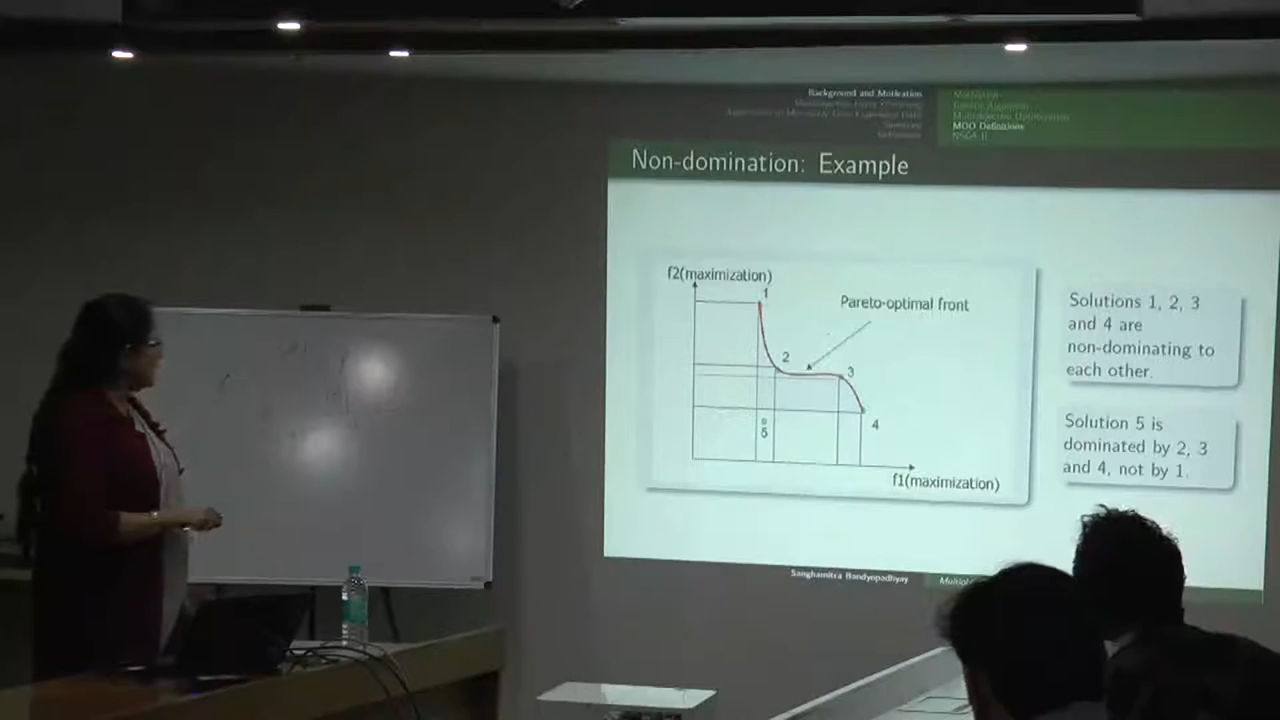 Background and Motivation
MOO Definitions
NSGA-II
Non-domination: Example
f2(maximization)
1
Pareto-optimal front
2
3
4
5
f1(maximization)
Solutions 1, 2, 3
and 4 are
non-dominating to
each other.
Solution 5 is
dominated by 2, 3
and 4, not by 1.
Sanghamitra Bandyopadhyay